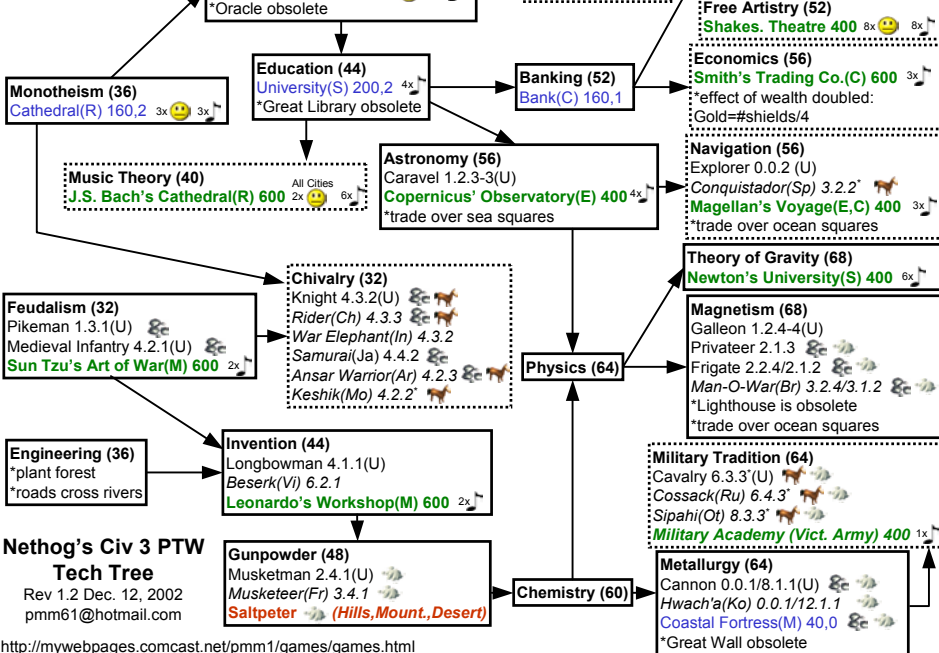 *Oracle obsolete
Free Artistry (52)
Shakes. Theatre 400 8x 8x
Education (44)
University(S) 200,2 4x
*Great Library obsolete
Banking (52)
Bank(C) 160,1
Economics (56)
Smith's Trading Co.(C) 600 3x
*effect of wealth doubled:
Gold=#shields/4
Monotheism (36)
Cathedral(R) 160,2 3x 3x
Music Theory (40)
J.S. Bach's Cathedral(R) 600 All Cities 2x 6x
Astronomy (56)
Caravel 1.2.3-3(U)
Copernicus' Observatory(E) 400 4x
*trade over sea squares
Navigation (56)
Explorer 0.0.2 (U)
Conquistador(Sp) 3.2.2*
Magellan's Voyage(E,C) 400 3x
*trade over ocean squares
Theory of Gravity (68)
Newton's University(S) 400 6x
Feudalism (32)
Pikeman 1.3.1(U)
Medieval Infantry 4.2.1(U)
Sun Tzu's Art of War(M) 600 2x
Chivalry (32)
Knight 4.3.2(U)
Rider(Ch) 4.3.3
War Elephant(In) 4.3.2
Samurai(Ja) 4.4.2
Ansar Warrior(Ar) 4.2.3
Keshik(Mo) 4.2.2*
Physics (64)
Magnetism (68)
Galleon 1.2.4-4(U)
Privateer 2.1.3
Frigate 2.2.4/2.1.2
Man-O-War(Br) 3.2.4/3.1.2
*Lighthouse is obsolete
*trade over ocean squares
Engineering (36)
*plant forest
*roads cross rivers
Invention (44)
Longbowman 4.1.1(U)
Beserk(Vi) 6.2.1
Leonardo's Workshop(M) 600 2x
Military Tradition (64)
Cavalry 6.3.3*(U)
Cossack(Ru) 6.4.3*
Sipahi(Ot) 8.3.3*
Military Academy (Vict. Army) 400 1x
Nethog's Civ 3 PTW
Tech Tree
Rev 1.2 Dec. 12, 2002
pmm61@hotmail.com
Gunpowder (48)
Musketman 2.4.1(U)
Musketeer(Fr) 3.4.1
Saltpeter (Hills,Mount.,Desert)
Chemistry (60)
Metallurgy (64)
Cannon 0.0.1/8.1.1(U)
Hwach'a(Ko) 0.0.1/12.1.1
Coastal Fortress(M) 40,0
*Great Wall obsolete
http://mywebpages.comcast.net/pmm1/games/games.html